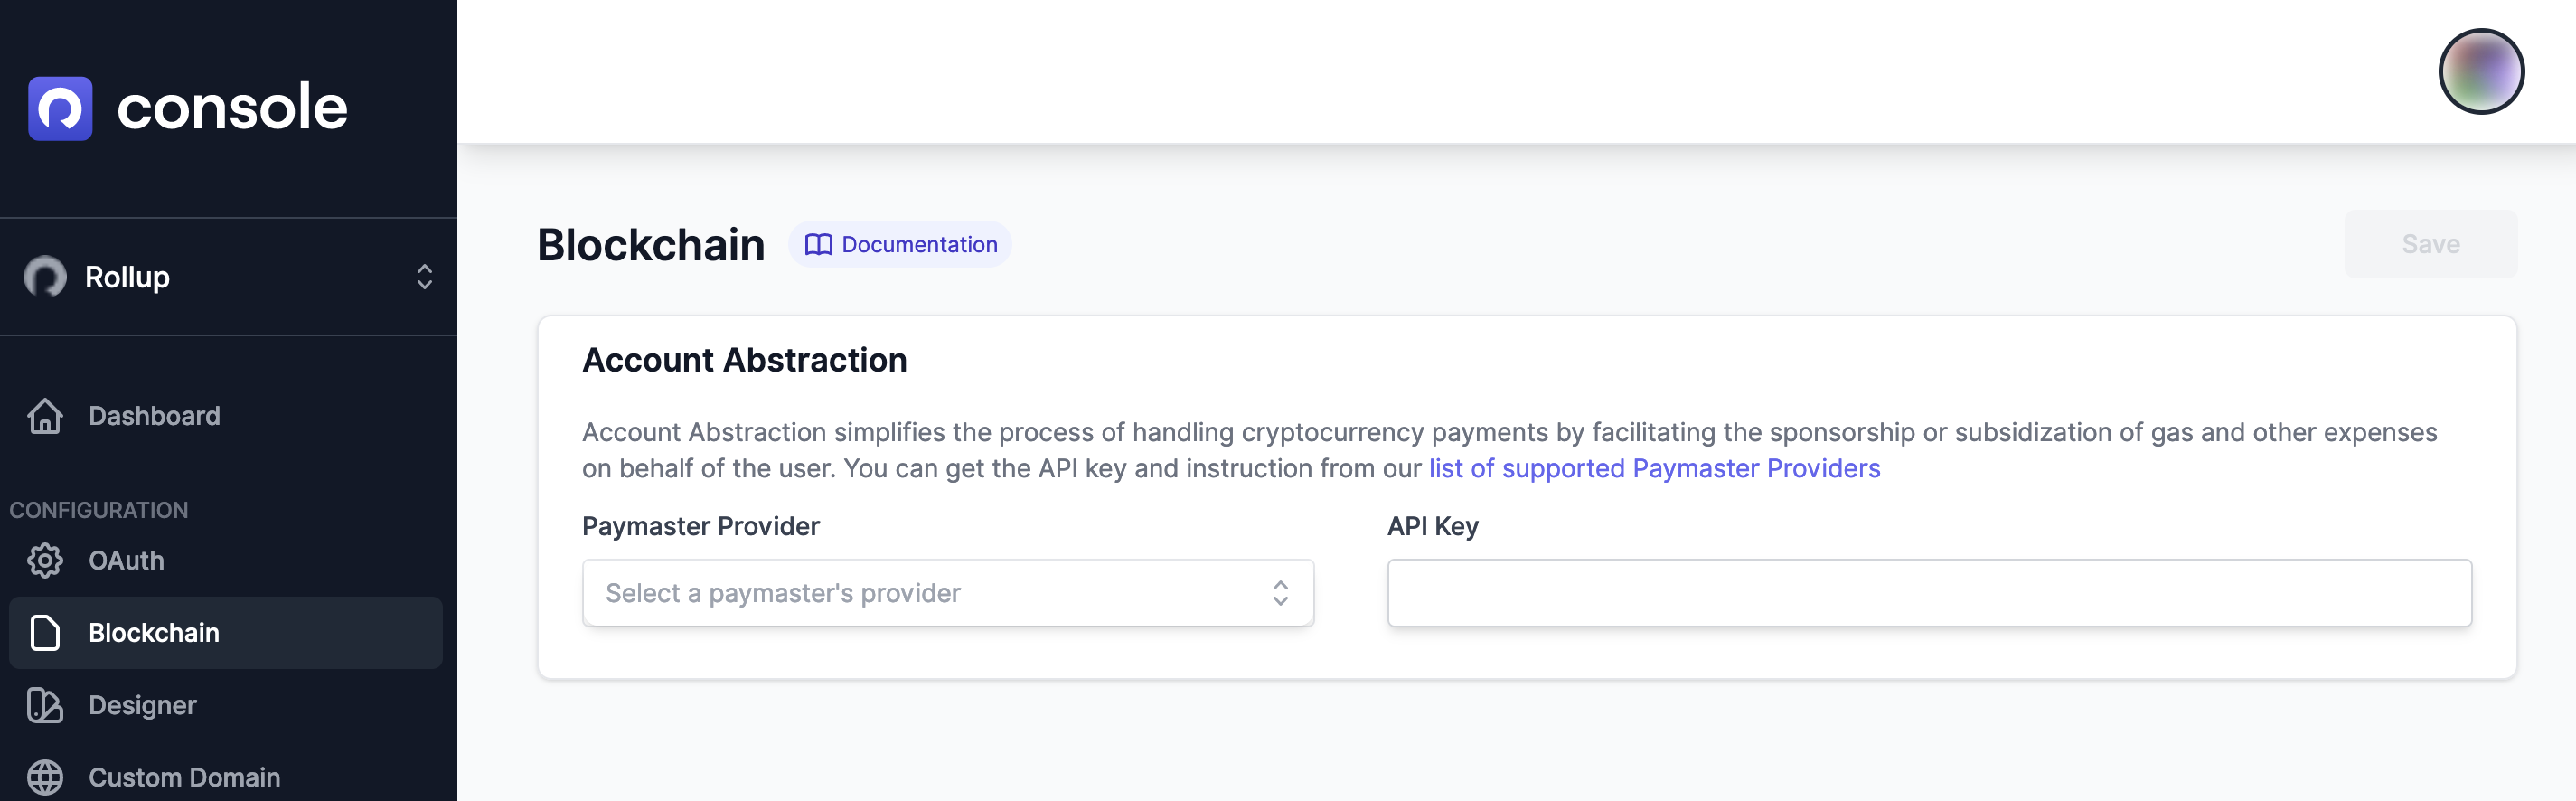 console
Rollup
Dashboard
CONFIGURATION
OAuth
Blockchain
Designer
Custom Domain
Blockchain
Documentation
Save
Account Abstraction
Account Abstraction simplifies the process of handling cryptocurrency payments by facilitating the sponsorship or subsidization of gas and other expenses
on behalf of the user. You can get the API key and instruction from our list of supported Paymaster Providers
Paymaster Provider
API Key
Select a paymaster's provider